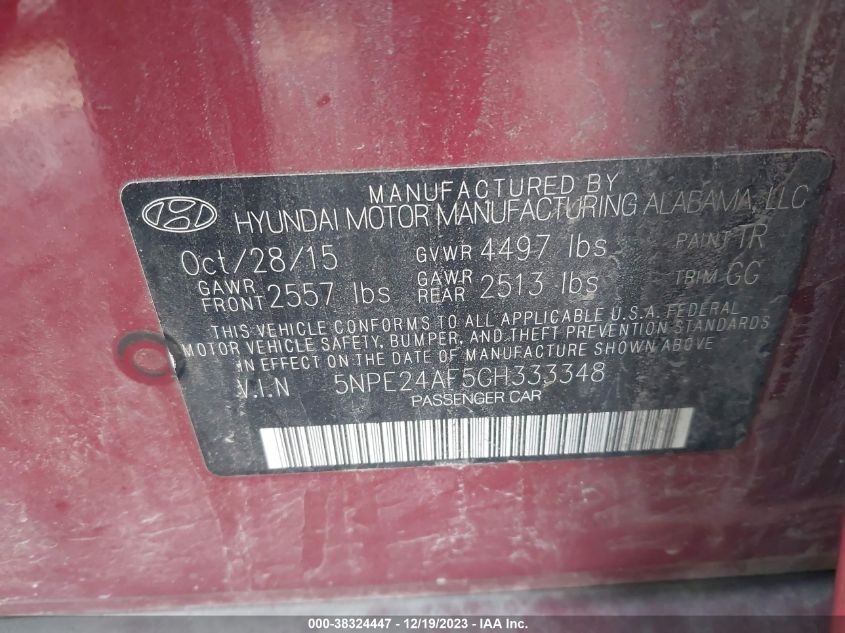 MANUFACTURED BY
HYUNDAI MOTOR MANUFACTURING ALABAMA, LLC
Oct/28/15 GVWR 4497 lbs PAINT TR
GAWR FRONT 2557 lbs GAWR REAR 2513 lbs TRIM GG
THIS VEHICLE CONFORMS TO ALL APPLICABLE U.S.A. FEDERAL
MOTOR VEHICLE SAFETY, BUMPER, AND THEFT PREVENTION STANDARDS
IN EFFECT ON THE DATE OF MANUFACTURE SHOWN ABOVE.
V.I.N 5NPE24AF5GH333348
PASSENGER CAR
000-38324447 - 12/19/2023 - IAA Inc.